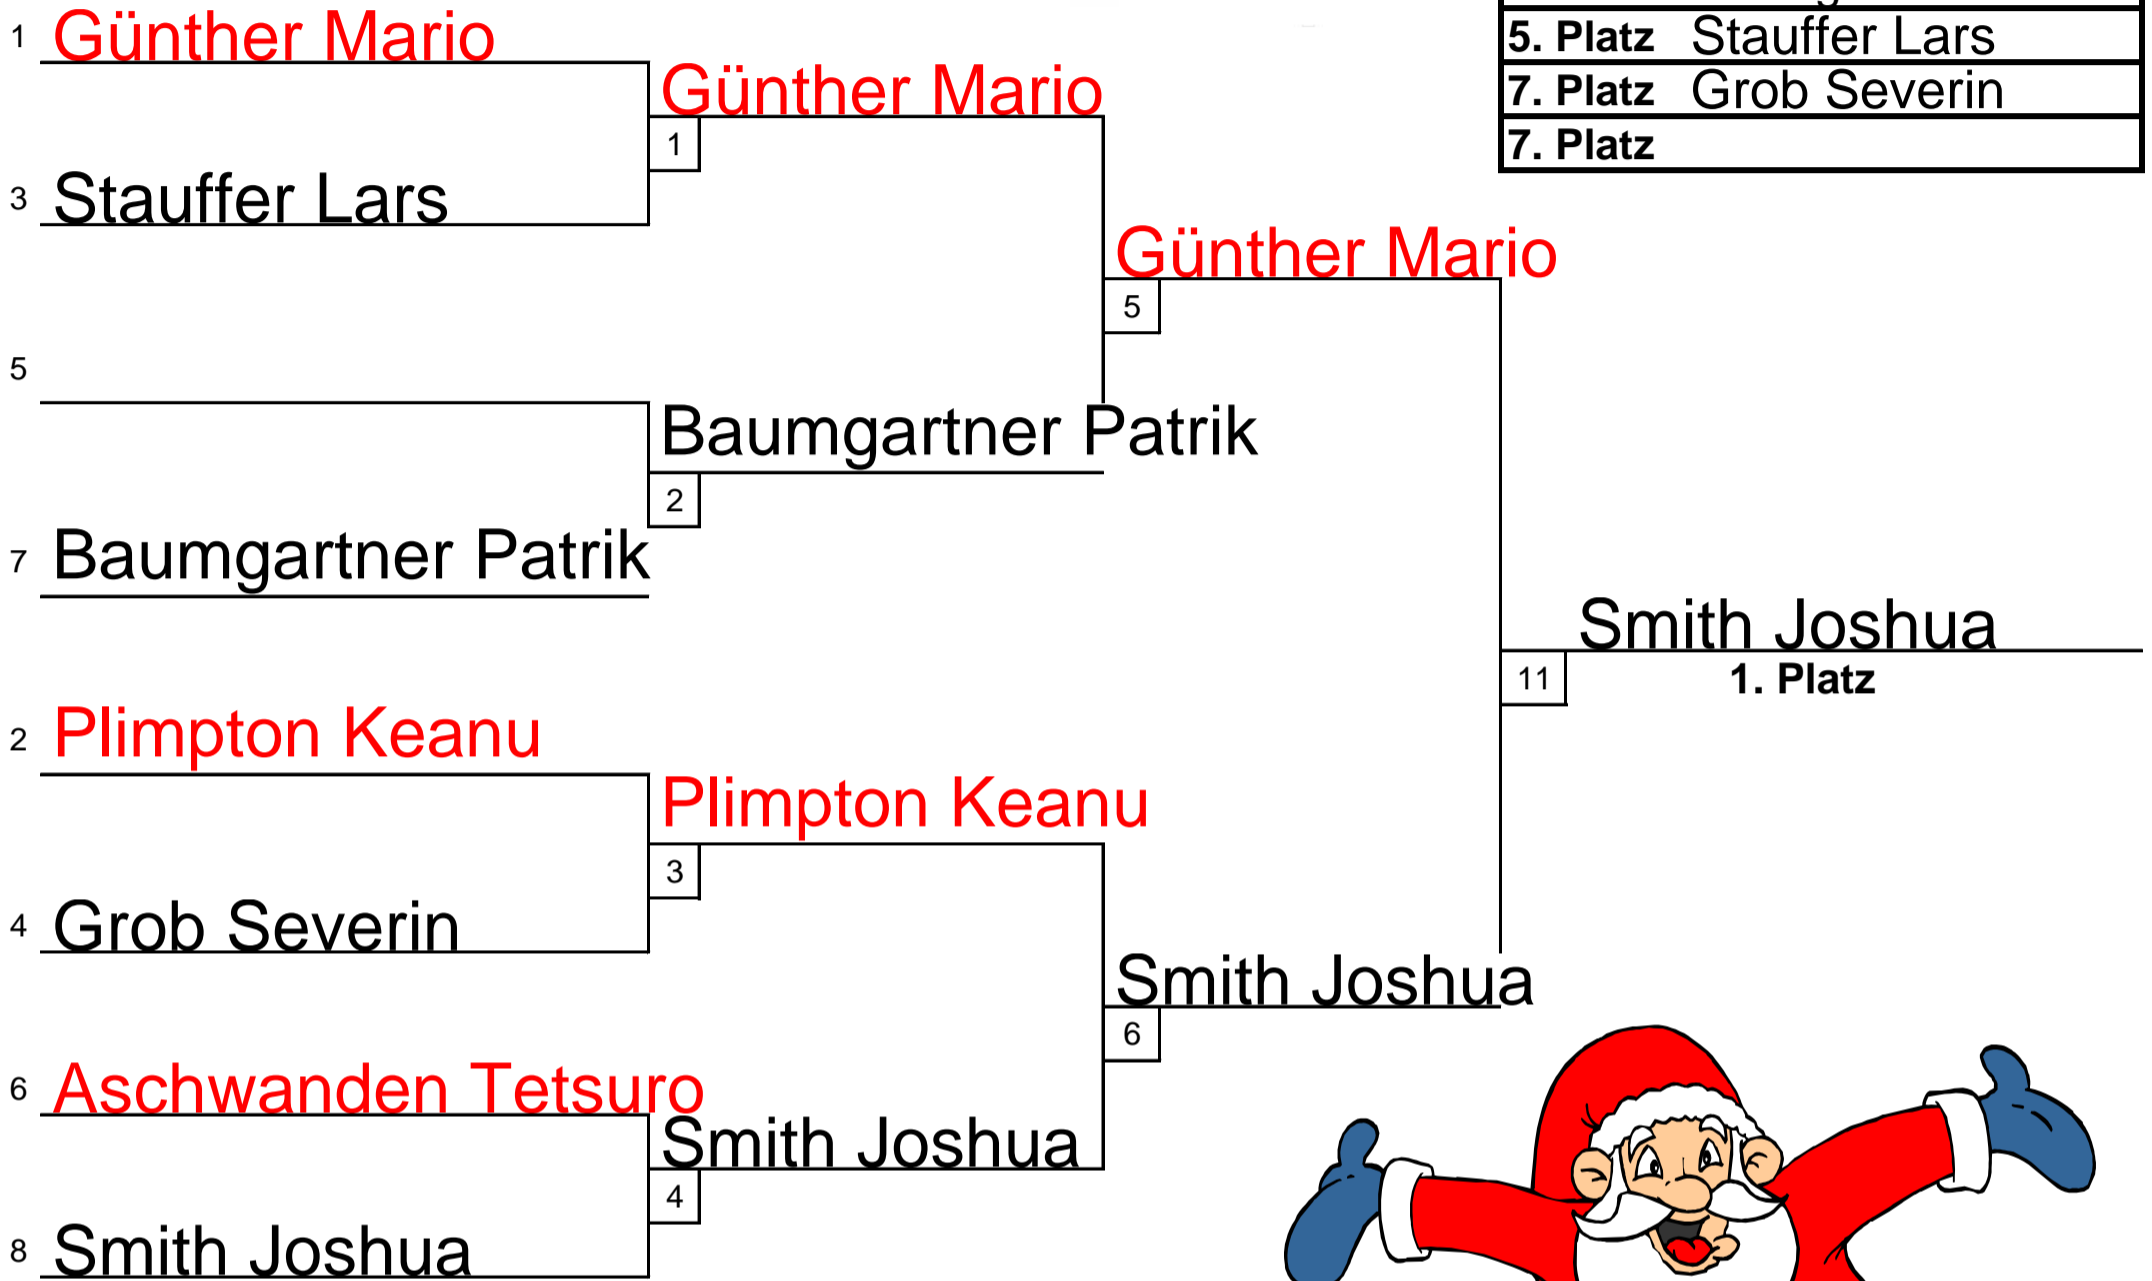 1 Günther Mario
5. Platz Stauffer Lars
Günther Mario
7. Platz Grob Severin
1
7. Platz
3 Stauffer Lars
Günther Mario
5
5
Baumgartner Patrik
2
7 Baumgartner Patrik
Smith Joshua
11
1. Platz
2 Plimpton Keanu
Plimpton Keanu
3
4 Grob Severin
Smith Joshua
6
6 Aschwanden Tetsuro
Smith Joshua
4
8 Smith Joshua